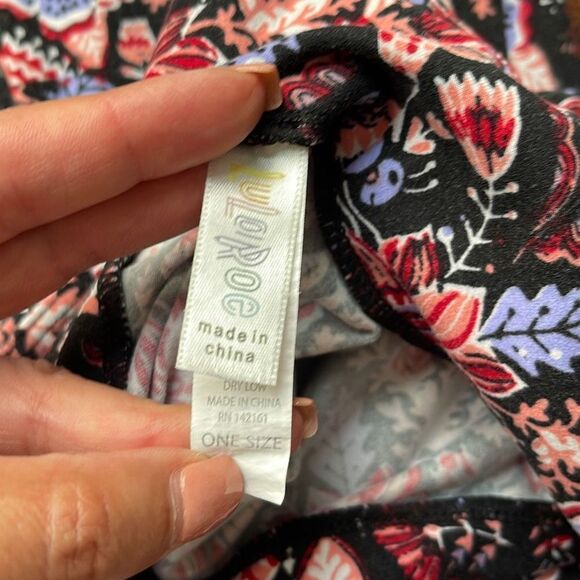 LuLaRoe
made in
china
DRY LOW
MADE IN CHINA
RN 142161
ONE SIZE